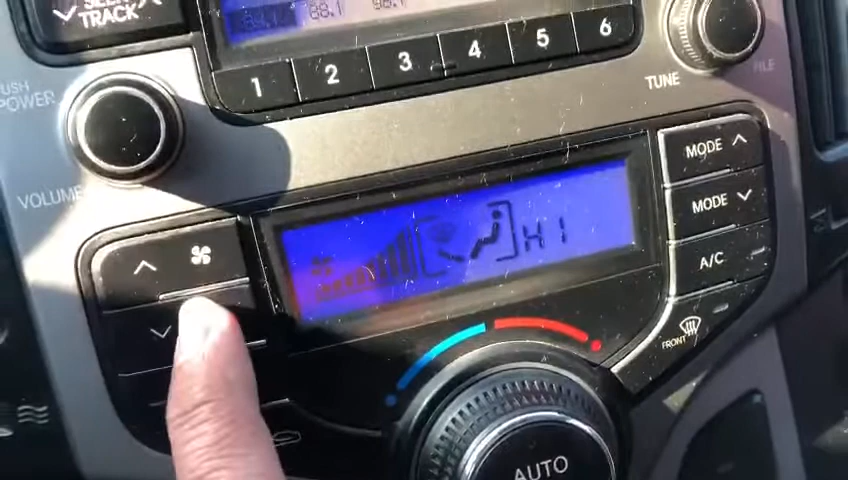 SEEK
TRACK
PUSH
POWER
88.1
98.1
1 2 3 4 5 6
TUNE
FILE
VOLUME
MODE
MODE
A/C
FRONT
HI
AUTO